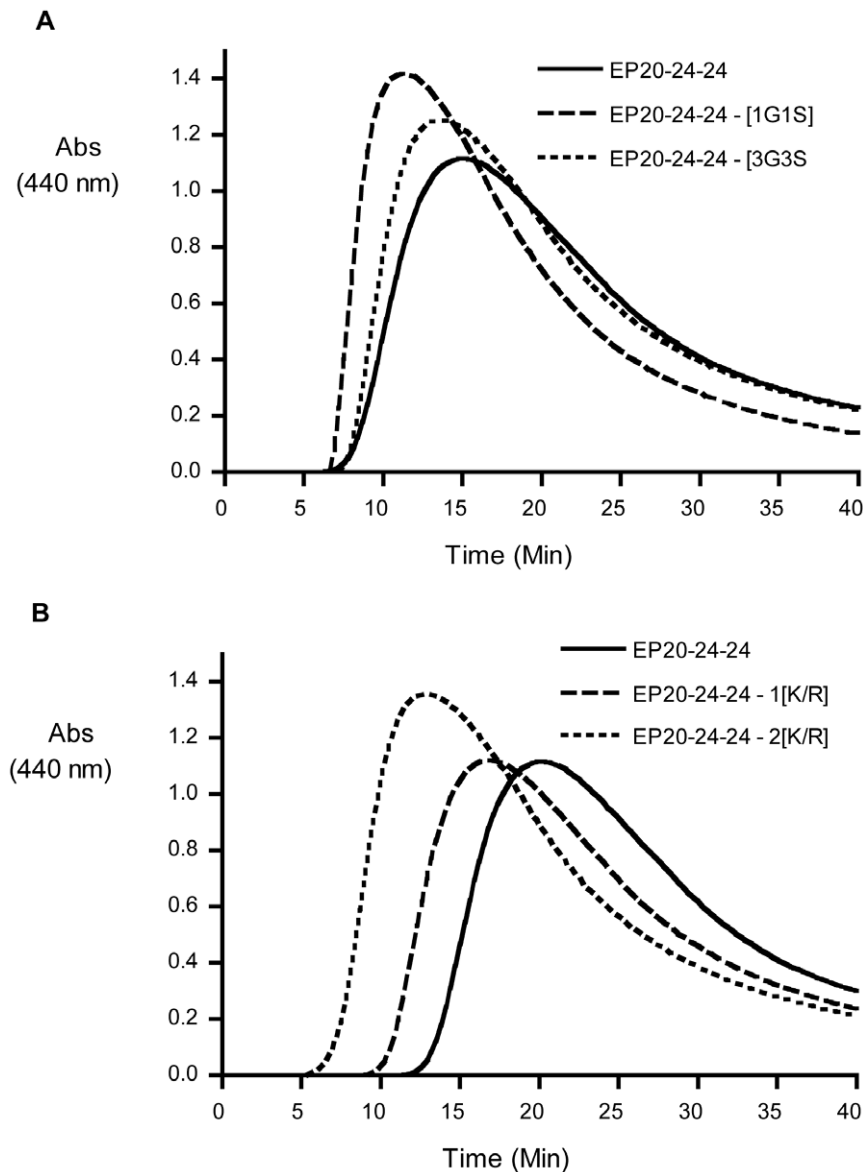 A
EP20-24-24
EP20-24-24 - [1G1S]
EP20-24-24 - [3G3S
Abs
(440 nm)
1.4
1.2
1.0
0.8
0.6
0.4
0.2
0.0
0 5 10 15 20 25 30 35 40
Time (Min)
B
EP20-24-24
EP20-24-24 - 1[K/R]
EP20-24-24 - 2[K/R]
Abs
(440 nm)
1.4
1.2
1.0
0.8
0.6
0.4
0.2
0.0
0 5 10 15 20 25 30 35 40
Time (Min)